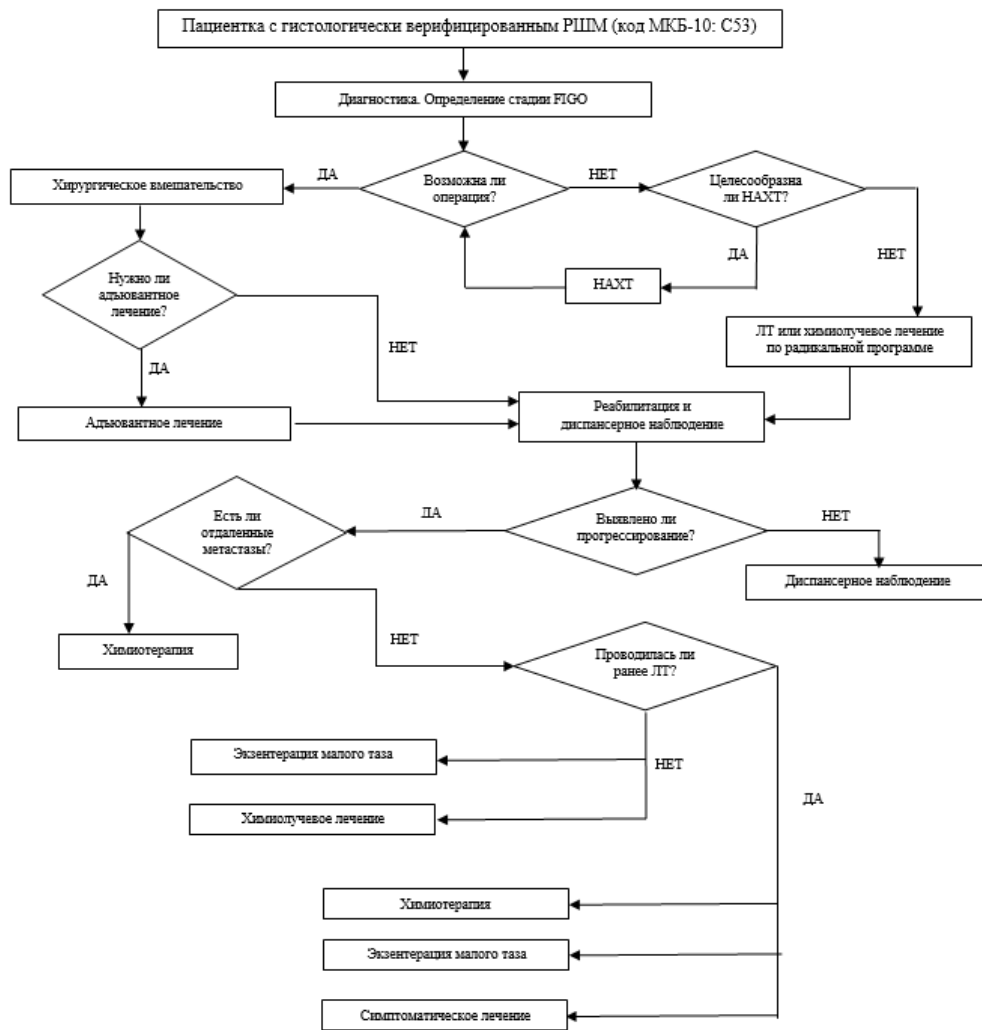 Пациентка с гистологически верифицированным РШМ (код МКБ-10: С53)
Диагностика. Определение стадии FIGO
Хирургическое вмешательство
ДА
Возможна ли
операция?
НЕТ
Целесообразна
ли НАХТ?
ДА
НАХТ
НЕТ
Нужно ли
адъювантное
лечение?
НЕТ
ДА
ЛТ или химиолучевое лечение
по радикальной программе
Адъювантное лечение
Реабилитация и
диспансерное наблюдение
Есть ли
отдаленные
метастазы?
ДА
Выявлено ли
прогрессирование?
НЕТ
Диспансерное наблюдение
ДА
Химиотерапия
НЕТ
Проводилась ли
ранее ЛТ?
Экзентерация малого таза
НЕТ
Химиолучевое лечение
ДА
Химиотерапия
Экзентерация малого таза
Симптоматическое лечение